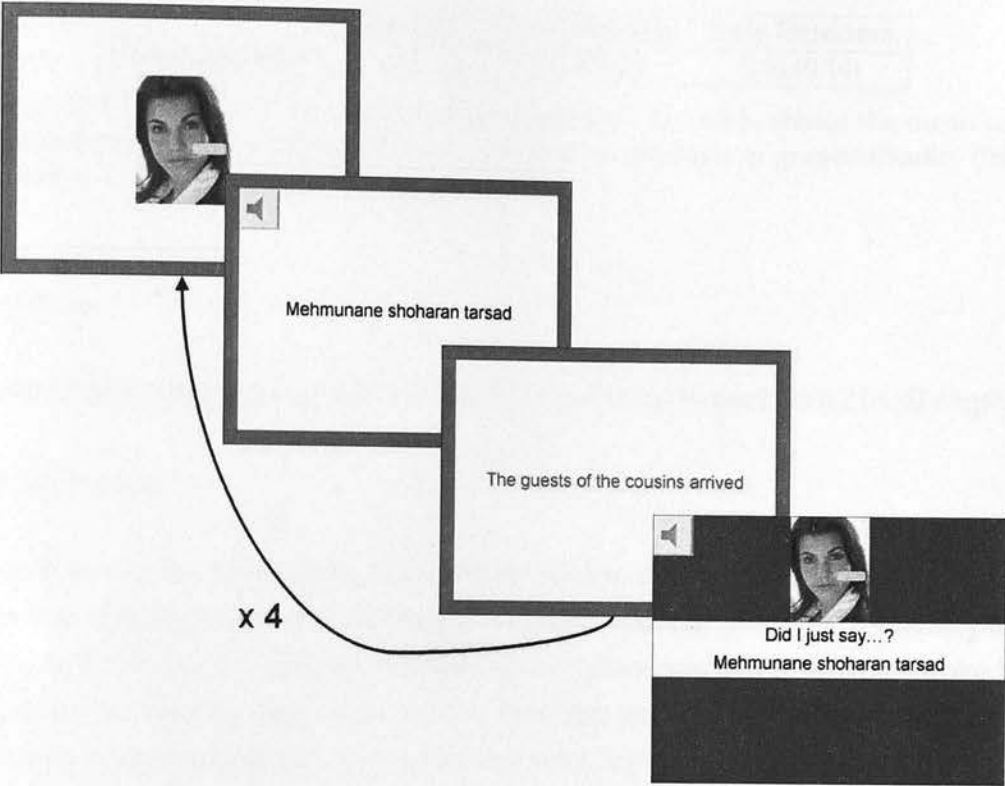 Mehmunane shoharan tarsad
The guests of the cousins arrived
x 4
Did I just say...?
Mehmunane shoharan tarsad